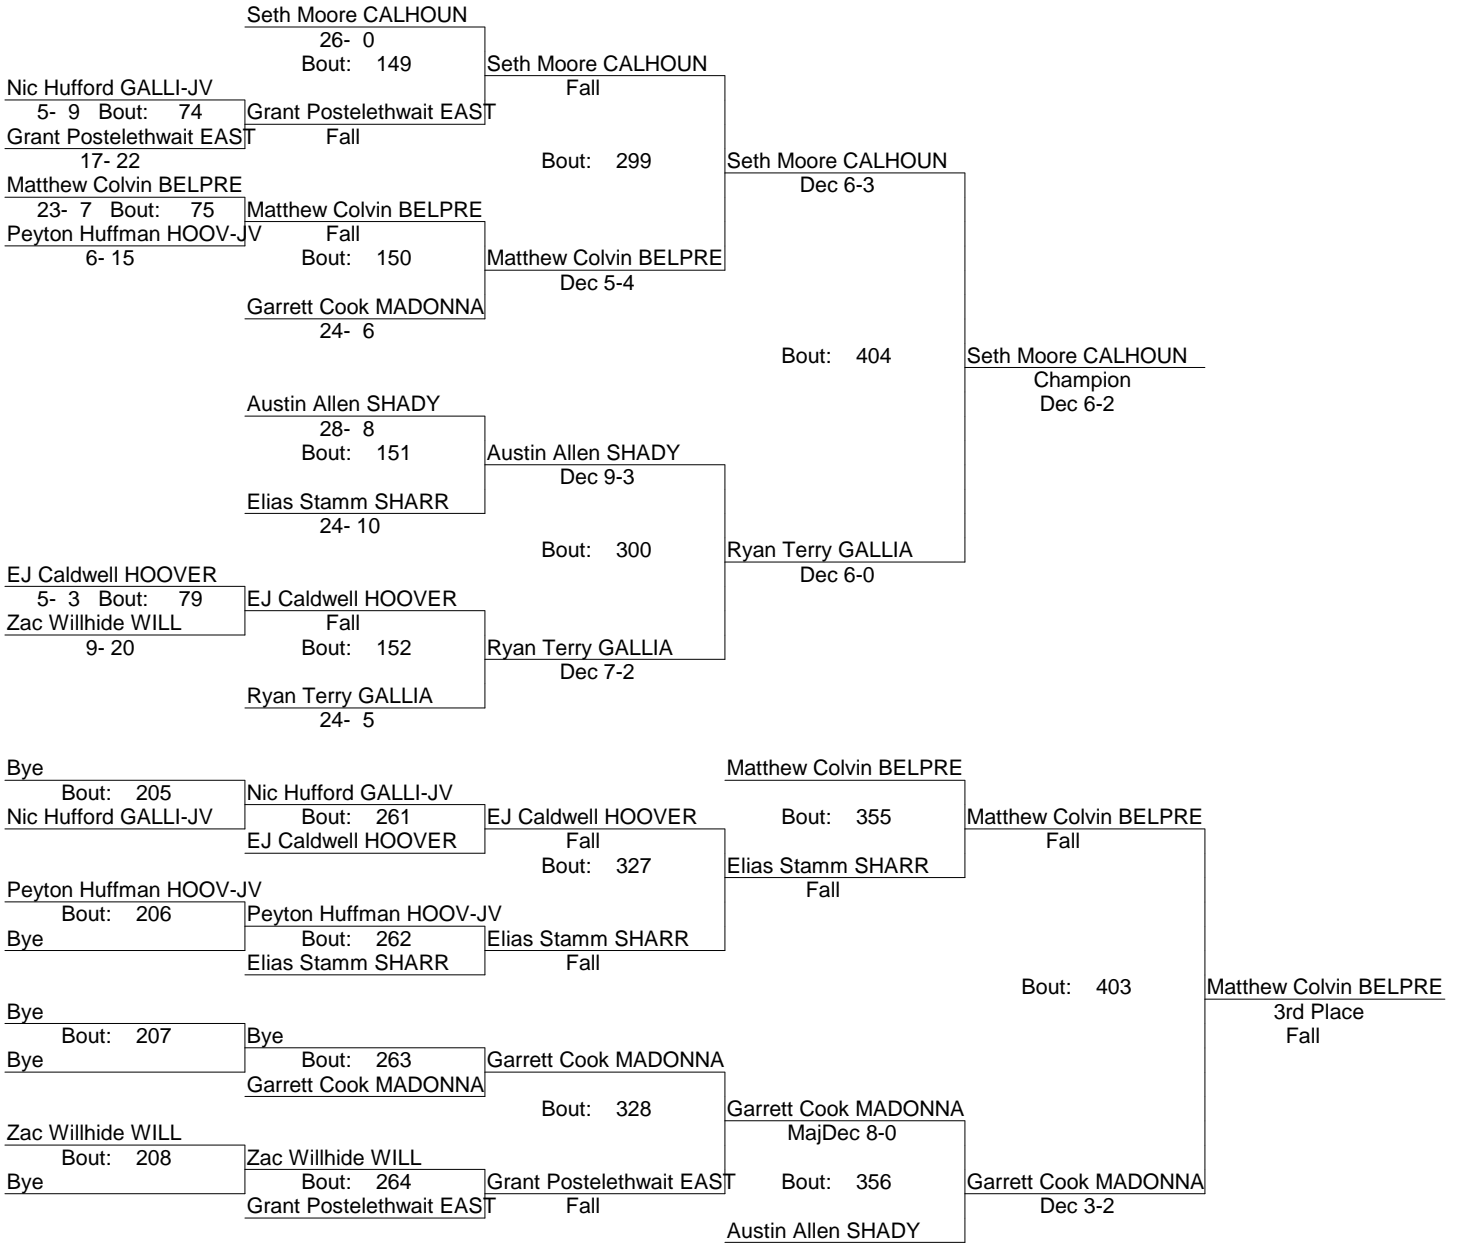 Seth Moore CALHOUN
26- 0
Bout: 149
Seth Moore CALHOUN
Fall
Nic Hufford GALLI-JV
5- 9 Bout: 74
Grant Postelethwait EAST
Grant Postelethwait EAST
Fall
17- 22
Bout: 299
Seth Moore CALHOUN
Dec 6-3
Matthew Colvin BELPRE
23- 7 Bout: 75
Matthew Colvin BELPRE
Peyton Huffman HOOV-JV
Fall
6- 15
Bout: 150
Matthew Colvin BELPRE
Dec 5-4
Garrett Cook MADONNA
24- 6
Bout: 404
Seth Moore CALHOUN
Champion
Dec 6-2
Austin Allen SHADY
28- 8
Bout: 151
Austin Allen SHADY
Dec 9-3
Elias Stamm SHARR
24- 10
Bout: 300
Ryan Terry GALLIA
Dec 6-0
EJ Caldwell HOOVER
5- 3 Bout: 79
EJ Caldwell HOOVER
Zac Willhide WILL
Fall
9- 20
Bout: 152
Ryan Terry GALLIA
Dec 7-2
Ryan Terry GALLIA
24- 5
Bye
Matthew Colvin BELPRE
Bout: 205
Nic Hufford GALLI-JV
Nic Hufford GALLI-JV
Bout: 261
EJ Caldwell HOOVER
Bout: 355
Matthew Colvin BELPRE
EJ Caldwell HOOVER
Fall
Fall
Bout: 327
Elias Stamm SHARR
Fall
Peyton Huffman HOOV-JV
Bout: 206
Peyton Huffman HOOV-JV
Bye
Bout: 262
Elias Stamm SHARR
Elias Stamm SHARR
Fall
Bout: 403
Matthew Colvin BELPRE
3rd Place
Fall
Bye
Bout: 207
Bye
Bye
Bout: 263
Garrett Cook MADONNA
Garrett Cook MADONNA
Bout: 328
Garrett Cook MADONNA
MajDec 8-0
Zac Willhide WILL
Bout: 208
Zac Willhide WILL
Bye
Bout: 264
Grant Postelethwait EAST
Bout: 356
Garrett Cook MADONNA
Grant Postelethwait EAST
Fall
Dec 3-2
Austin Allen SHADY